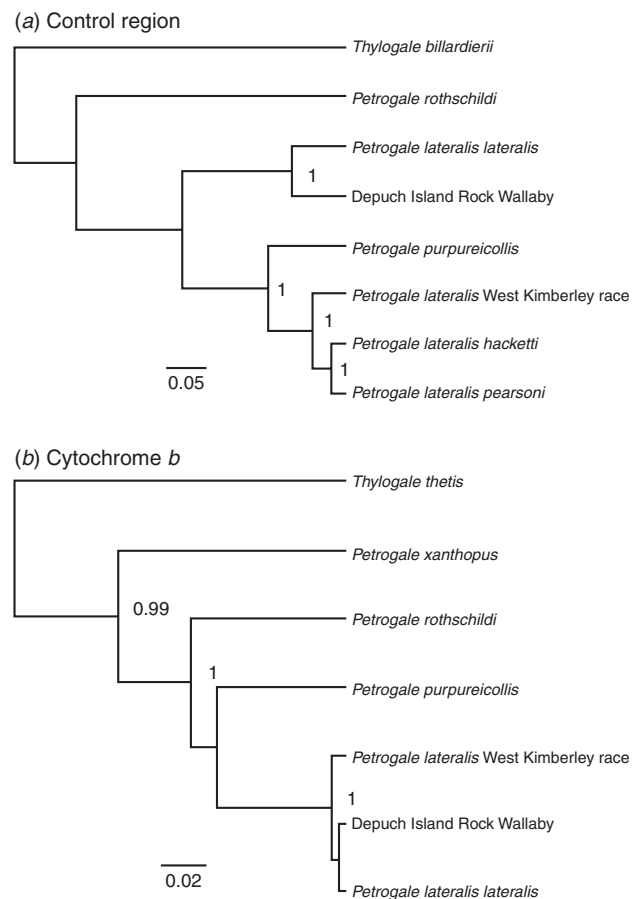 (a) Control region
Thylogale billardierii
Petrogale rothschildi
Petrogale lateralis lateralis
1
Depuch Island Rock Wallaby
Petrogale purpureicollis
1
Petrogale lateralis West Kimberley race
1
Petrogale lateralis hacketti
1
0.05
Petrogale lateralis pearsoni
(b) Cytochrome b
Thylogale thetis
Petrogale xanthopus
0.99
Petrogale rothschildi
1
Petrogale purpureicollis
Petrogale lateralis West Kimberley race
1
Depuch Island Rock Wallaby
0.02
Petrogale lateralis lateralis